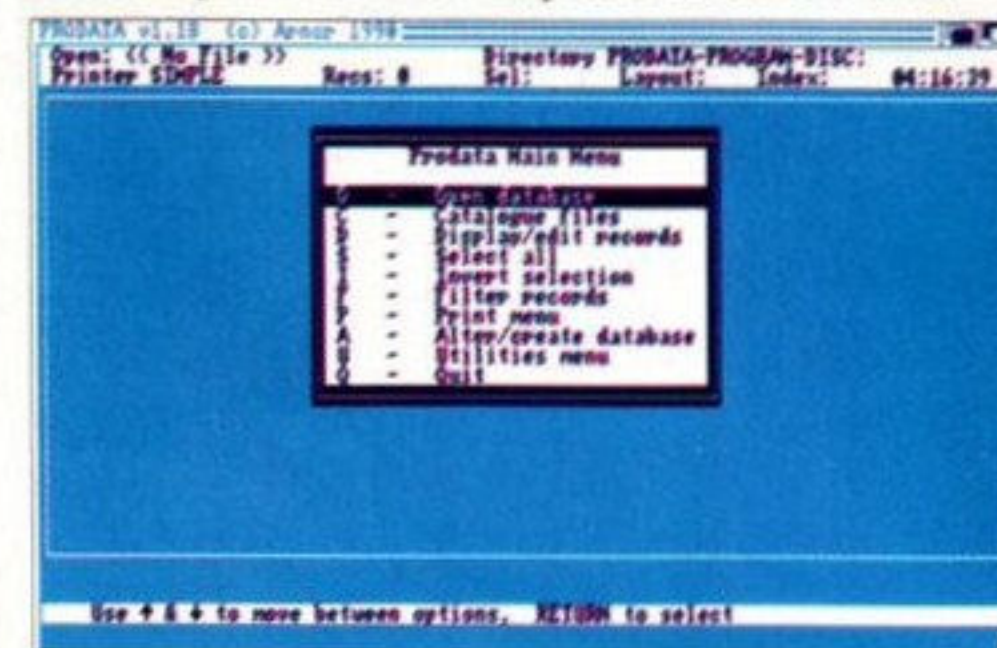 PRODATA v1.18 (c) Arnor 1990
Open: << No File >> Directory PRODATA-PROGRAM-DISC:
Printer SIMPLE Recs: 0 Sel: Layout: Index: 04:16:39
Prodata Main Menu
O - Open database
C - Catalogue files
D - Display/edit records
S - Select all
I - Invert selection
F - Filter records
P - Print menu
A - Alter/create database
U - Utilities menu
Q - Quit
Use ↑ & ↓ to move between options, RETURN to select